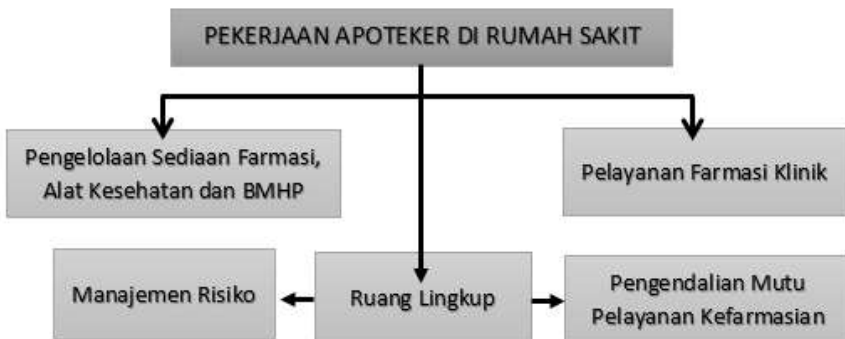 PEKERJAAN APOTEKER DI RUMAH SAKIT
Pengelolaan Sediaan Farmasi,
Alat Kesehatan dan BMHP
Pelayanan Farmasi Klinik
Manajemen Risiko
Ruang Lingkup
Pengendalian Mutu
Pelayanan Kefarmasian